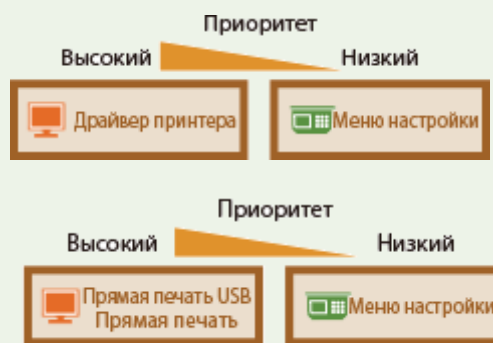 Приоритет
Высокий Низкий
Драйвер принтера Меню настройки
Приоритет
Высокий Низкий
Прямая печать USB
Прямая печать Меню настройки